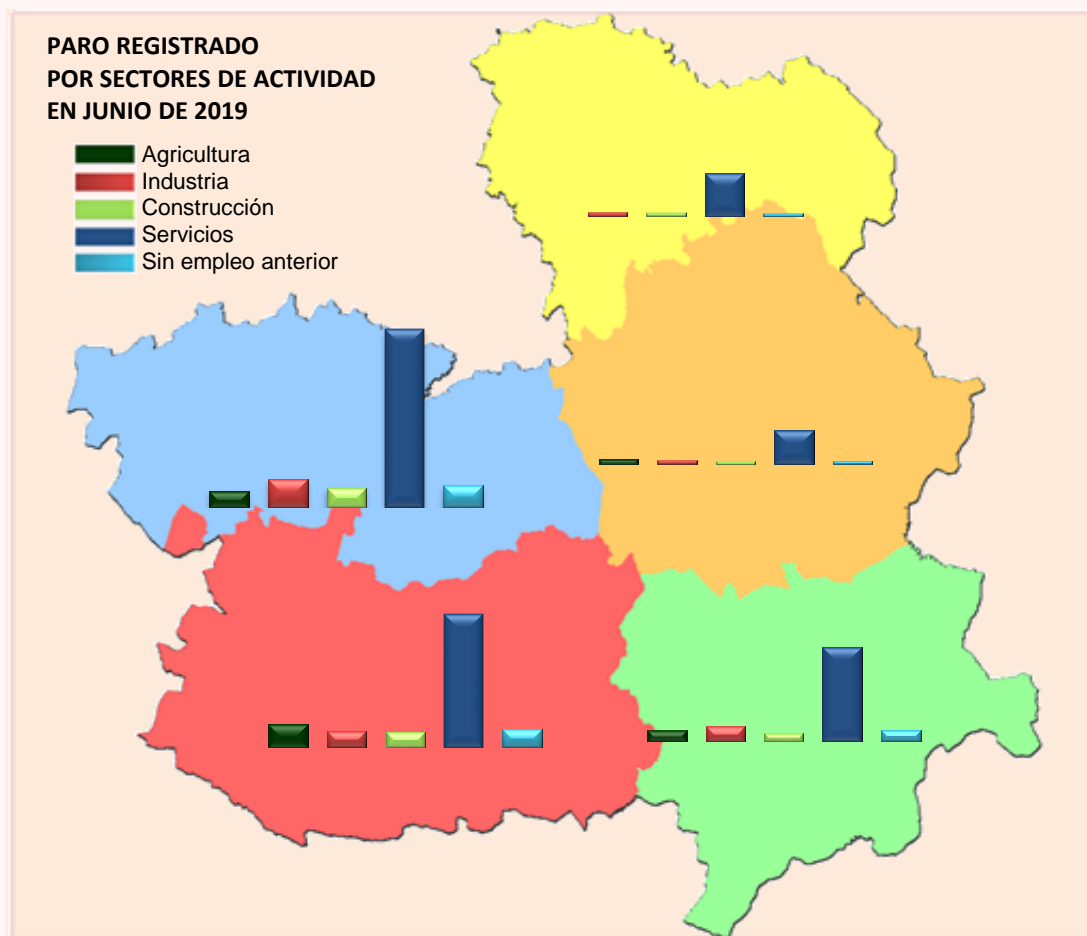 PARO REGISTRADO
POR SECTORES DE ACTIVIDAD
EN JUNIO DE 2019
Agricultura
Industria
Construcción
Servicios
Sin empleo anterior